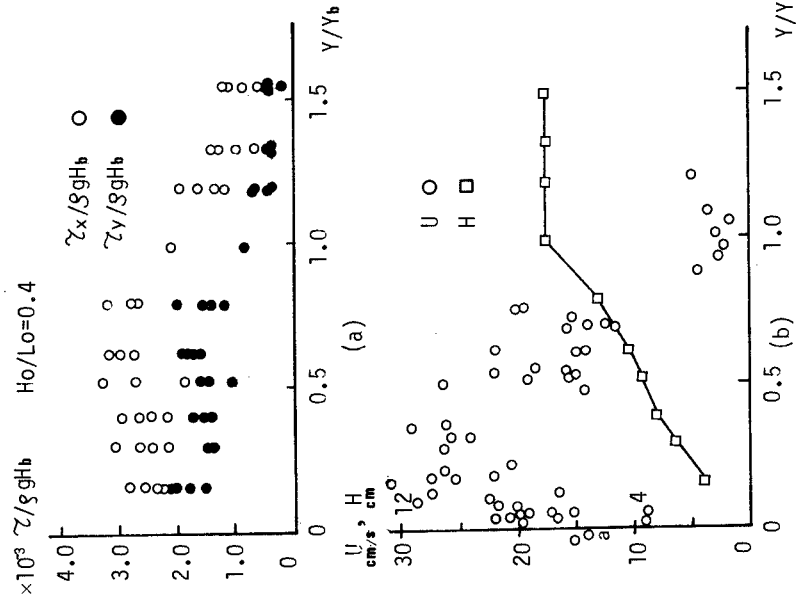 ×10⁻³ τ/ρgHb Ho/Lo=0.4
τx/ρgHb ○
τy/ρgHb ●
4.0
3.0
2.0
1.0
0
0 0.5 1.0 1.5 Y/Yb
(a)
U
cm/s , H
cm
U ○
H □
30 12
20
a
10 4
0
0 0.5 1.0 1.5 Y/Y
(b)